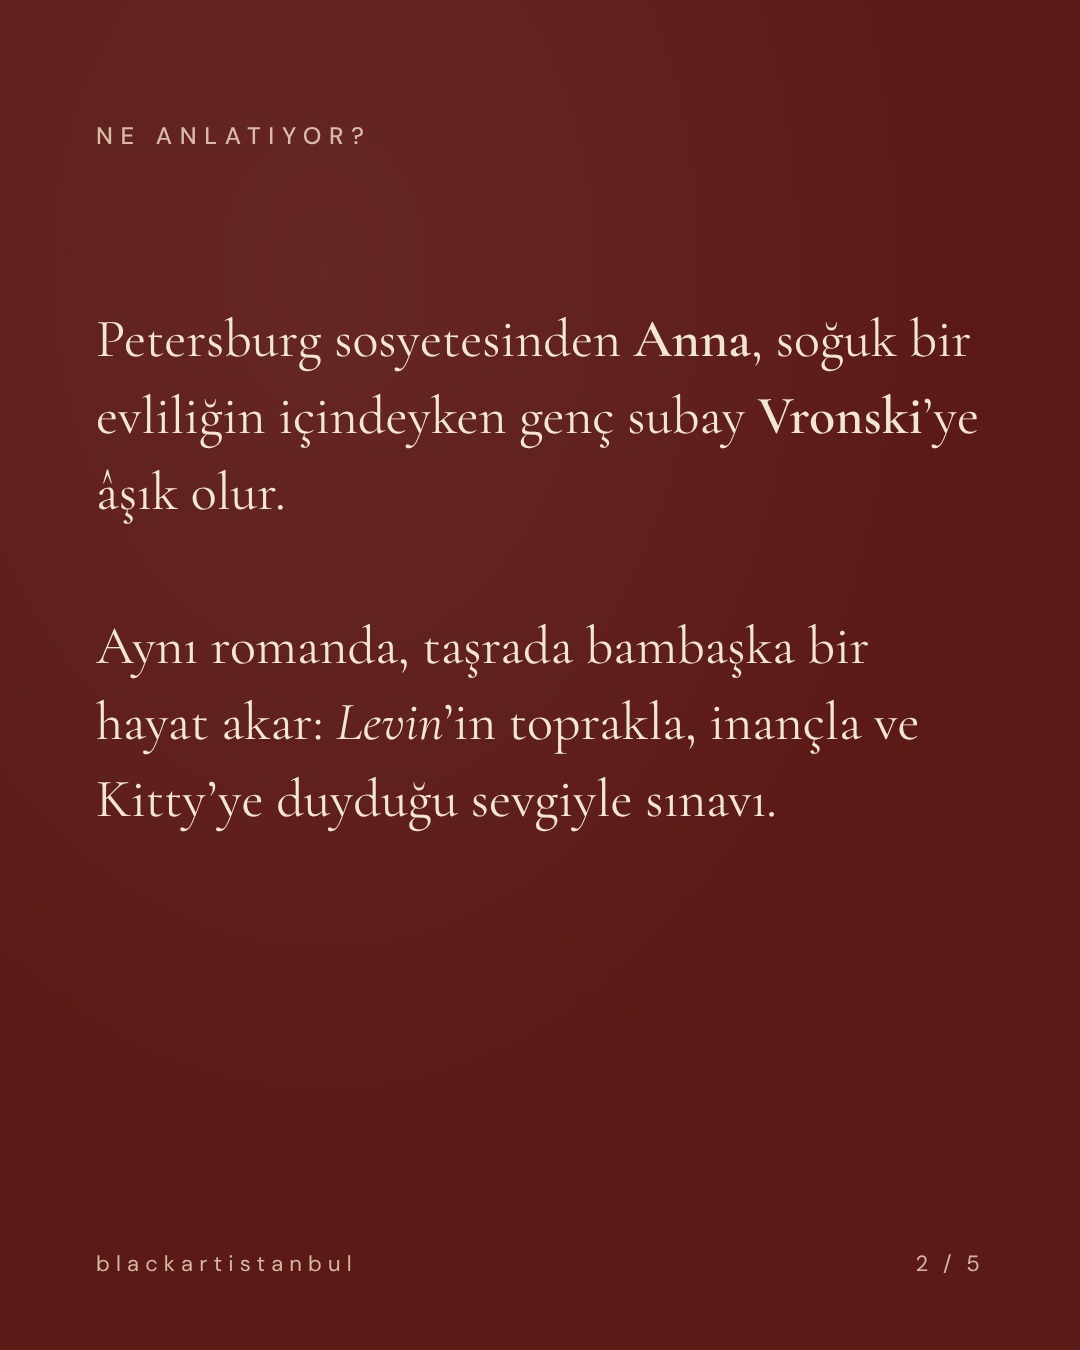 NE ANLATIYOR?
Petersburg sosyetesinden Anna, soğuk bir
evliliğin içindeyken genç subay Vronski’ye
âşık olur.
Aynı romanda, taşrada bambaşka bir
hayat akar: Levin’in toprakla, inançla ve
Kitty’ye duyduğu sevgiyle sınavı.
blackartistanbul
2 / 5